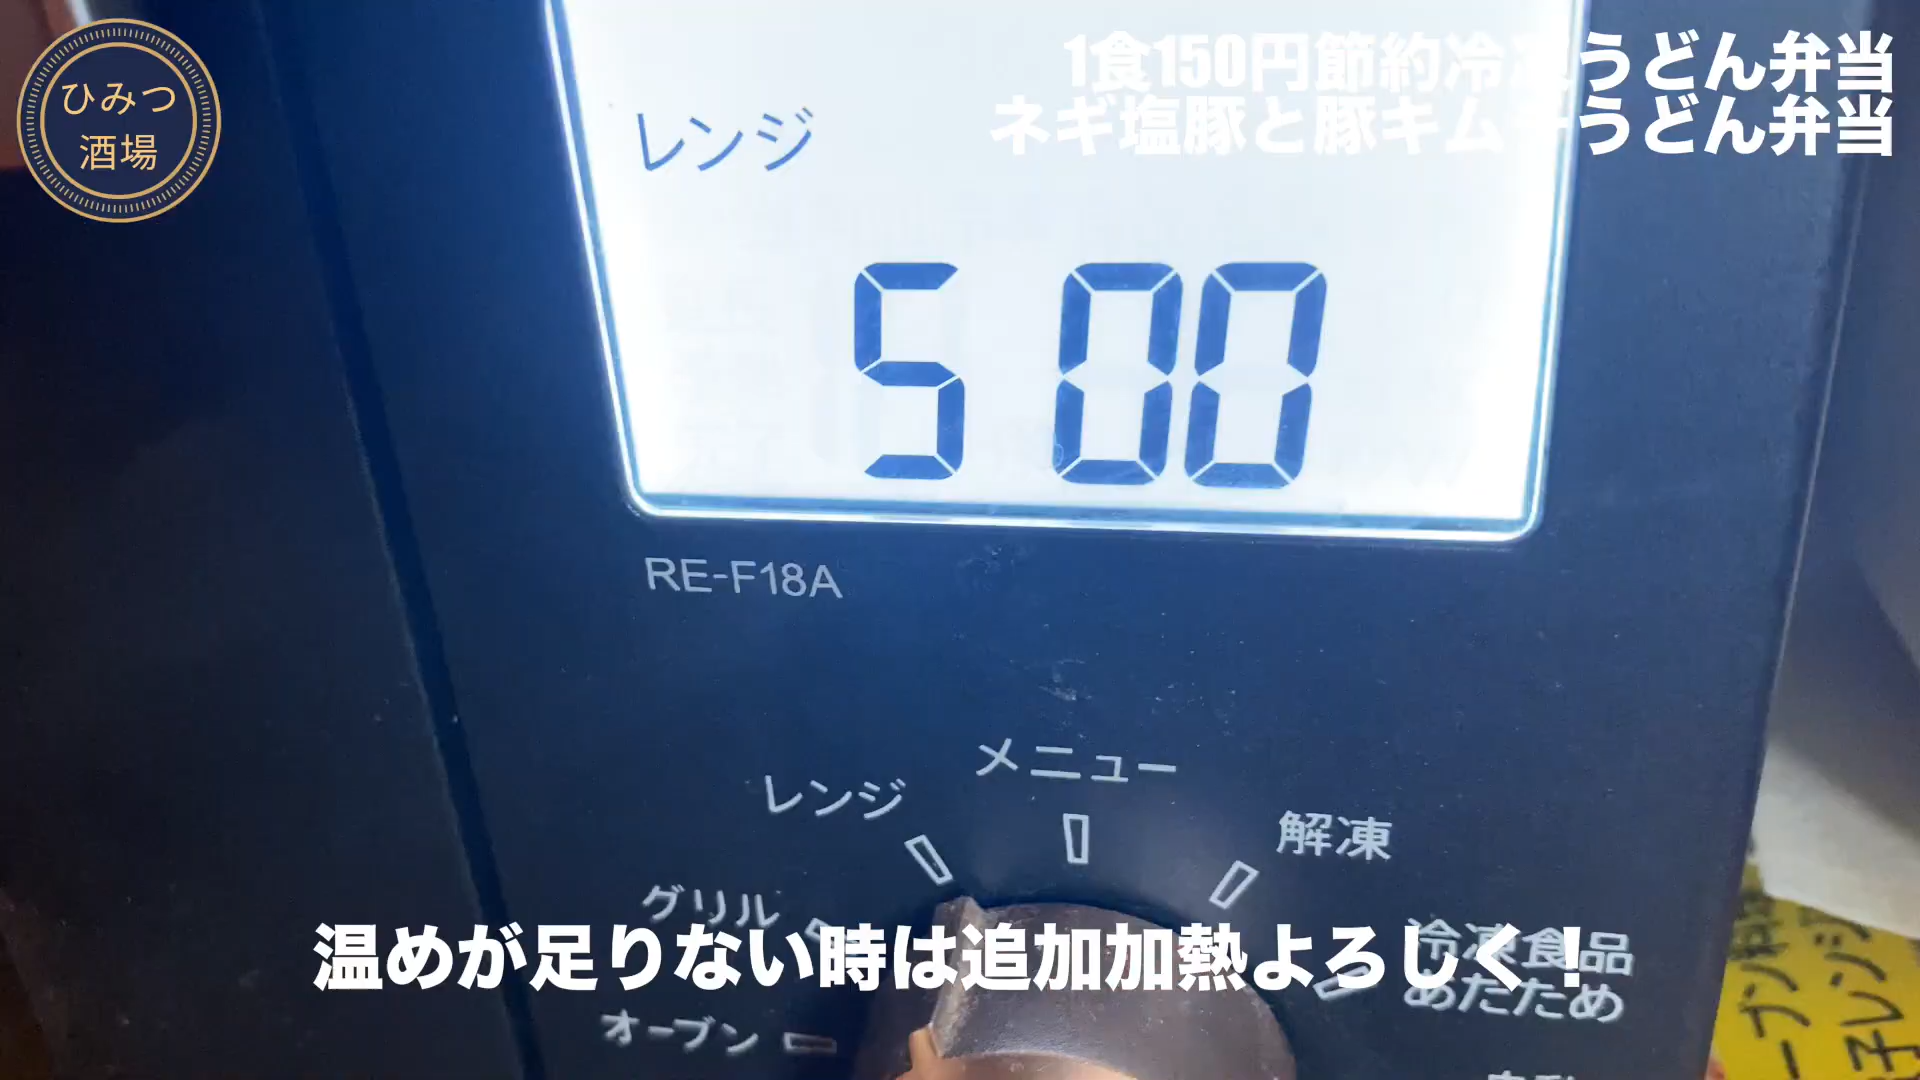 ひみつ
酒場
1食150円節約冷凍うどん弁当
ネギ塩豚と豚キムチうどん弁当
レンジ
5 00
RE-F18A
メニュー
レンジ
解凍
グリル
冷凍食品
あたため
オーブン
温めが足りない時は追加加熱よろしく!